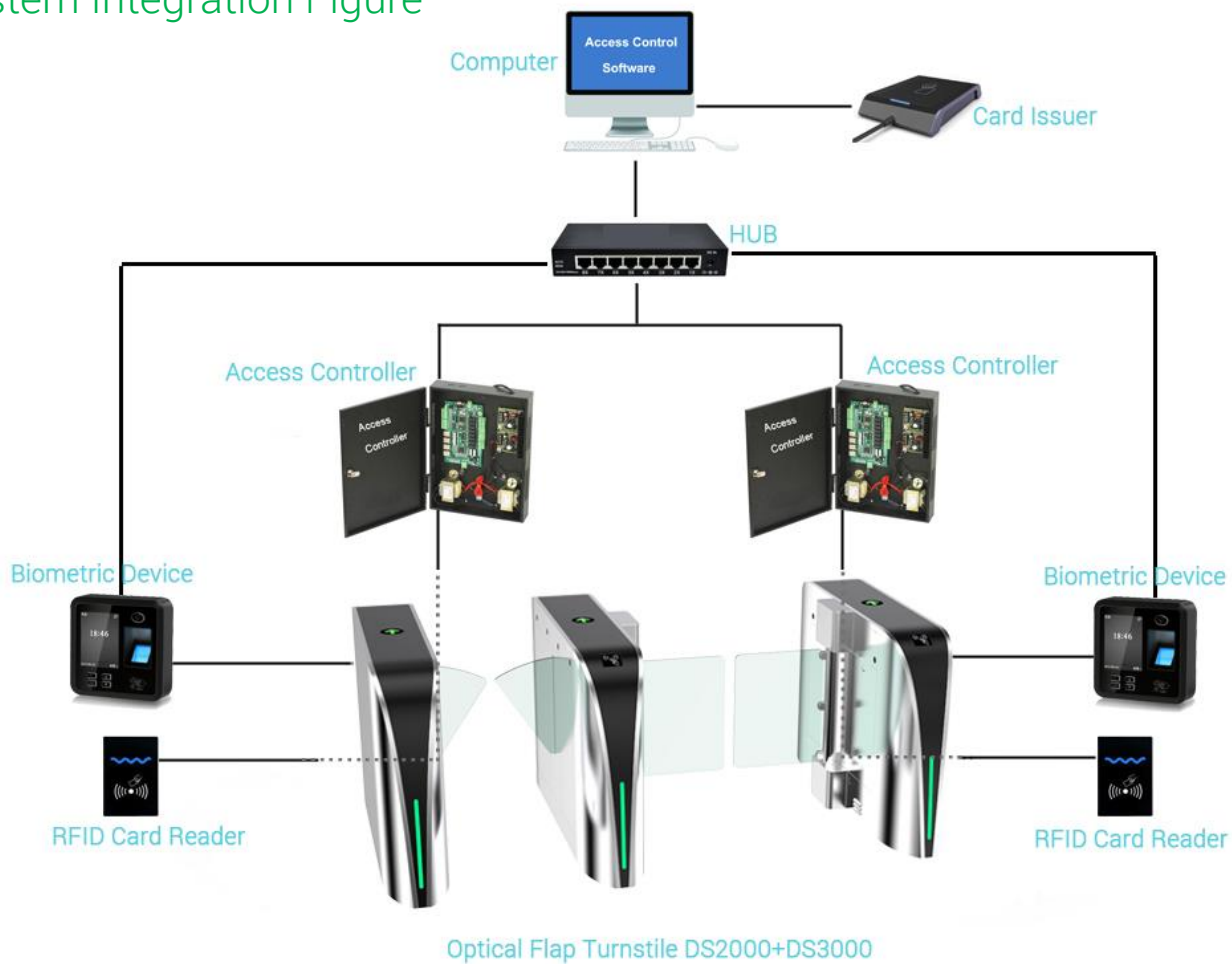 stem Integration Figure
Computer
Access Control
Software
Card Issuer
HUB
Access Controller
Access Controller
Access
Controller
Access
Controller
Biometric Device
Biometric Device
18:46
18:46
RFID Card Reader
RFID Card Reader
Optical Flap Turnstile DS2000+DS3000